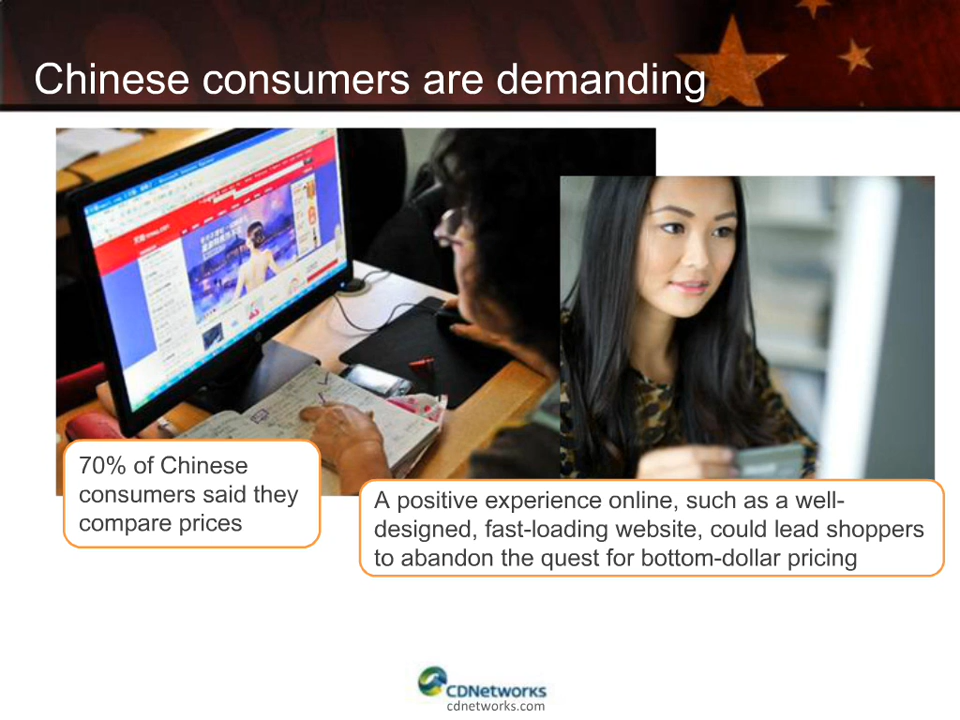 Chinese consumers are demanding
70% of Chinese
consumers said they
compare prices
A positive experience online, such as a well-
designed, fast-loading website, could lead shoppers
to abandon the quest for bottom-dollar pricing
CDNetworks
cdnetworks.com